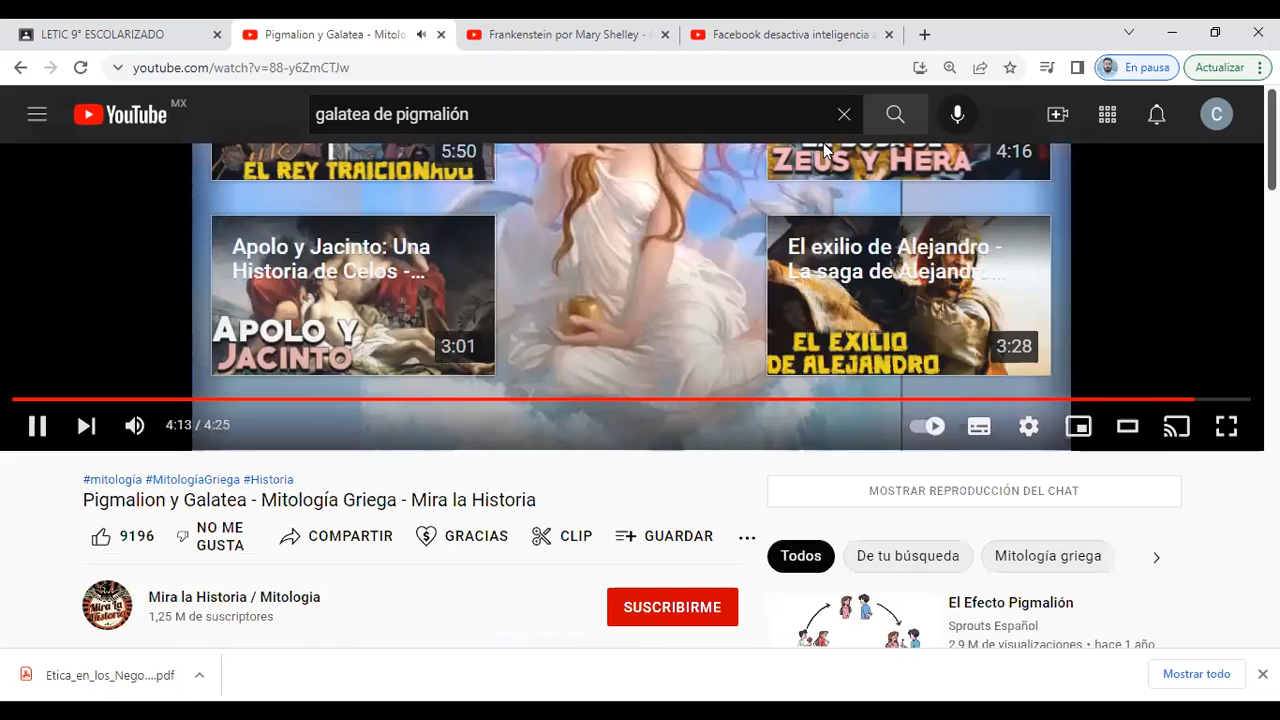 LETIC 9° ESCOLARIZADO
Pigmalion y Galatea - Mitolo
Frankenstein por Mary Shelley -
Facebook desactiva inteligencia a
youtube.com/watch?v=88-y6ZmCTJw
En pausa
Actualizar
YouTube MX
galatea de pigmalión
C
5:50
EL REY TRAICIONADO
ZEUS Y HERA
4:16
Apolo y Jacinto: Una
Historia de Celos -...
APOLO Y
JACINTO
3:01
El exilio de Alejandro -
La saga de Alejandro...
EL EXILIO
DE ALEJANDRO
3:28
4:13 / 4:25
#mitología #MitologíaGriega #Historia
Pigmalion y Galatea - Mitología Griega - Mira la Historia
9196
NO ME
GUSTA
COMPARTIR
GRACIAS
CLIP
GUARDAR
Mira La
Historia
Mira la Historia / Mitologia
1,25 M de suscriptores
SUSCRIBIRME
MOSTRAR REPRODUCCIÓN DEL CHAT
Todos
De tu búsqueda
Mitología griega
El Efecto Pigmalión
Sprouts Español
2,9 M de visualizaciones • hace 1 año
Etica_en_los_Nego....pdf
Mostrar todo